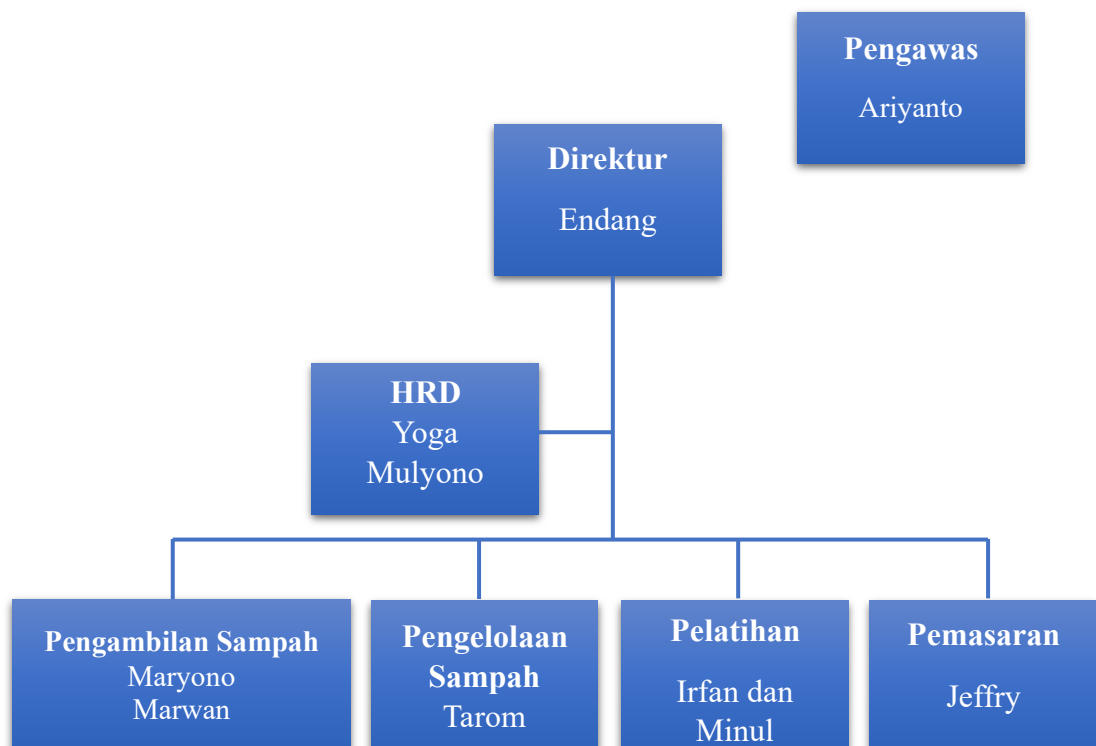 Pengawas
Ariyanto
Direktur
Endang
HRD
Yoga
Mulyono
Pengambilan Sampah
Maryono
Marwan
Pengelolaan
Sampah
Tarom
Pelatihan
Irfan dan
Minul
Pemasaran
Jeffry